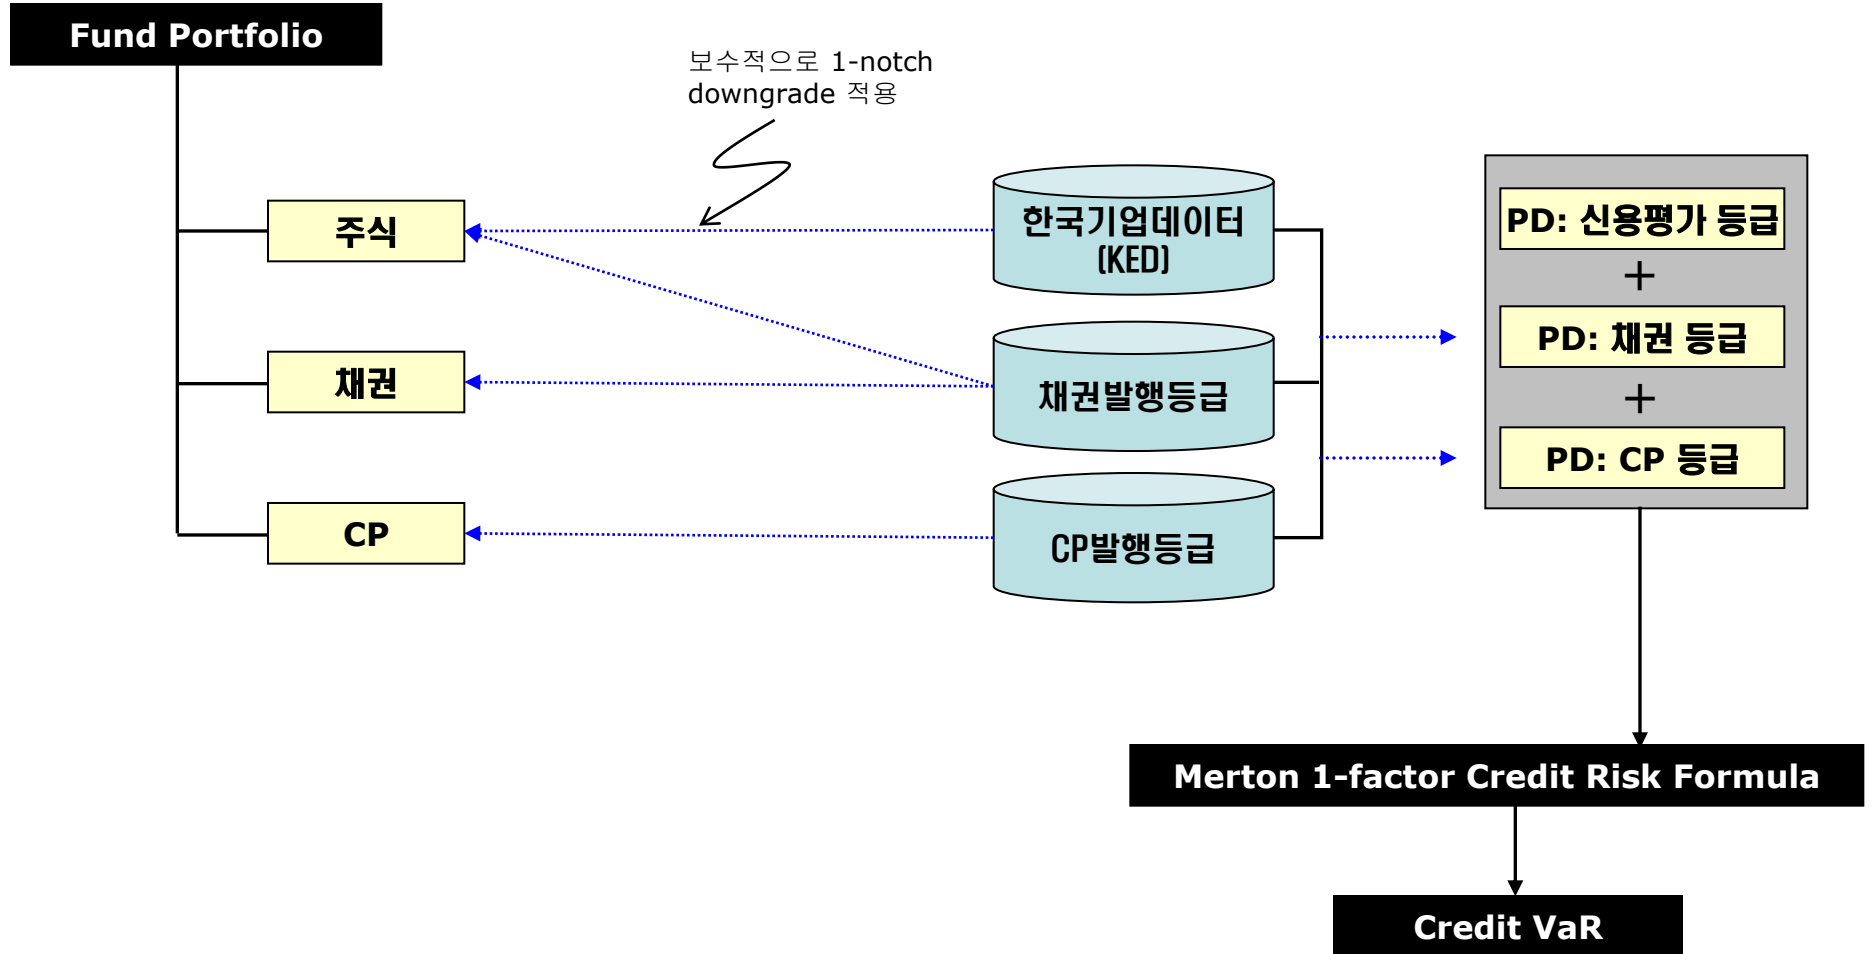 Fund Portfolio
보수적으로 1-notch
downgrade 적용
주식
채권
CP
한국기업데이터
(KED)
채권발행등급
CP발행등급
PD: 신용평가 등급
+
PD: 채권 등급
+
PD: CP 등급
Merton 1-factor Credit Risk Formula
Credit VaR